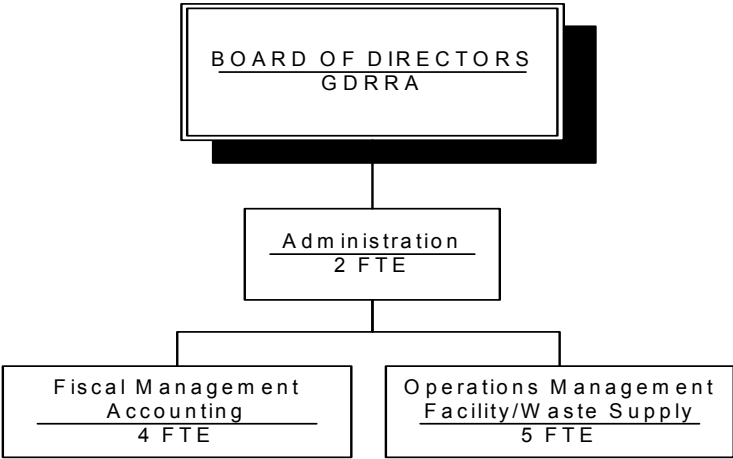 BOARD OF DIRECTORS
GDRRA
Administration
2 FTE
Fiscal Management
Accounting
4 FTE
Operations Management
Facility/Waste Supply
5 FTE